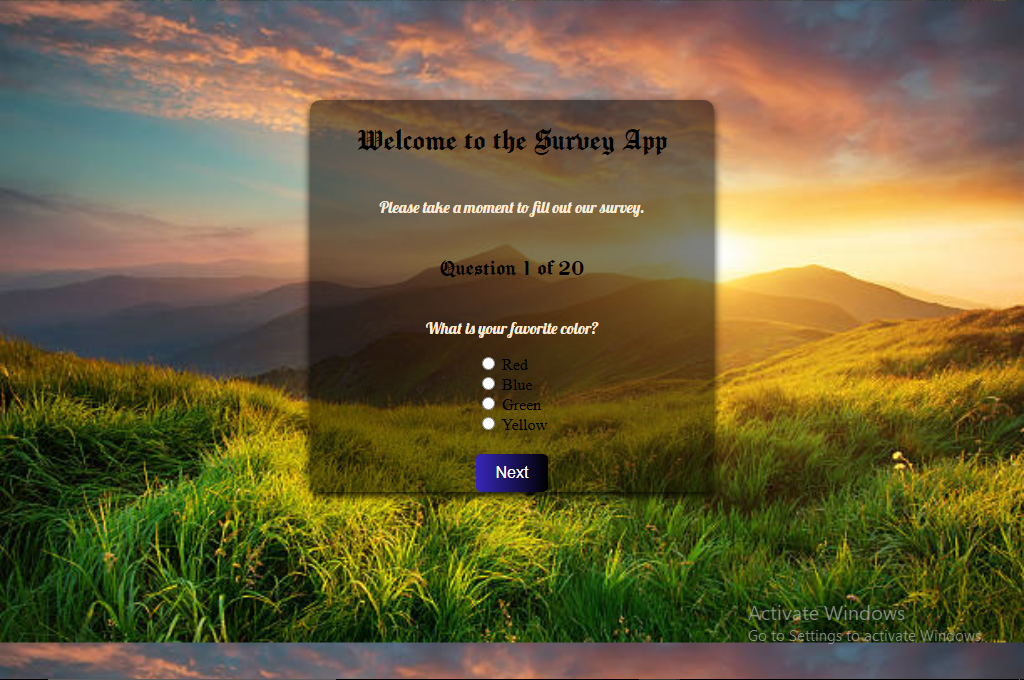 Welcome to the Survey App
Please take a moment to fill out our survey.
Question 1 of 20
What is your favorite color?
Red
Blue
Green
Yellow
Next
Activate Windows
Go to Settings to activate Windows.